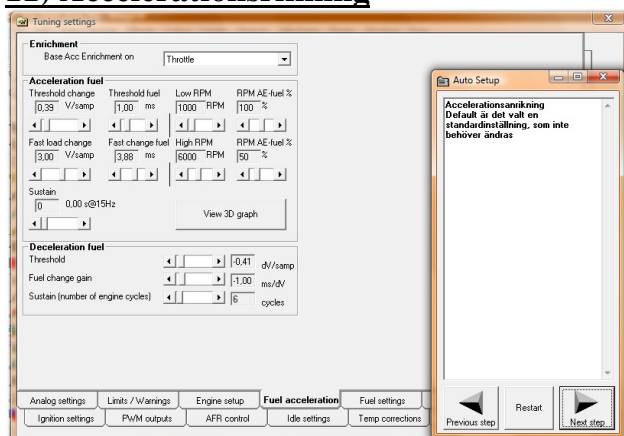 Tuning settings
Enrichment
Base Acc Enrichment on Throttle
Acceleration fuel
Threshold change Threshold fuel Low RPM RPM AE-fuel %
0,39 V/samp 1,00 ms 1000 RPM 100 %
Fast load change Fast change fuel High RPM RPM AE-fuel %
3,00 V/samp 3,88 ms 6000 RPM 50 %
Sustain
0 0,00 s@15Hz
View 3D graph
Deceleration fuel
Threshold -0,41 dV/samp
Fuel change gain -1,00 ms/dV
Sustain (number of engine cycles) 6 cycles
Analog settings Limits / Warnings Engine setup Fuel acceleration Fuel settings
Ignition settings PWM outputs AFR control Idle settings Temp corrections
Auto Setup
Accelerationsanrikning
Default är det valt en
standardinställning, som inte
behöver ändras
Previous step Restart Next step